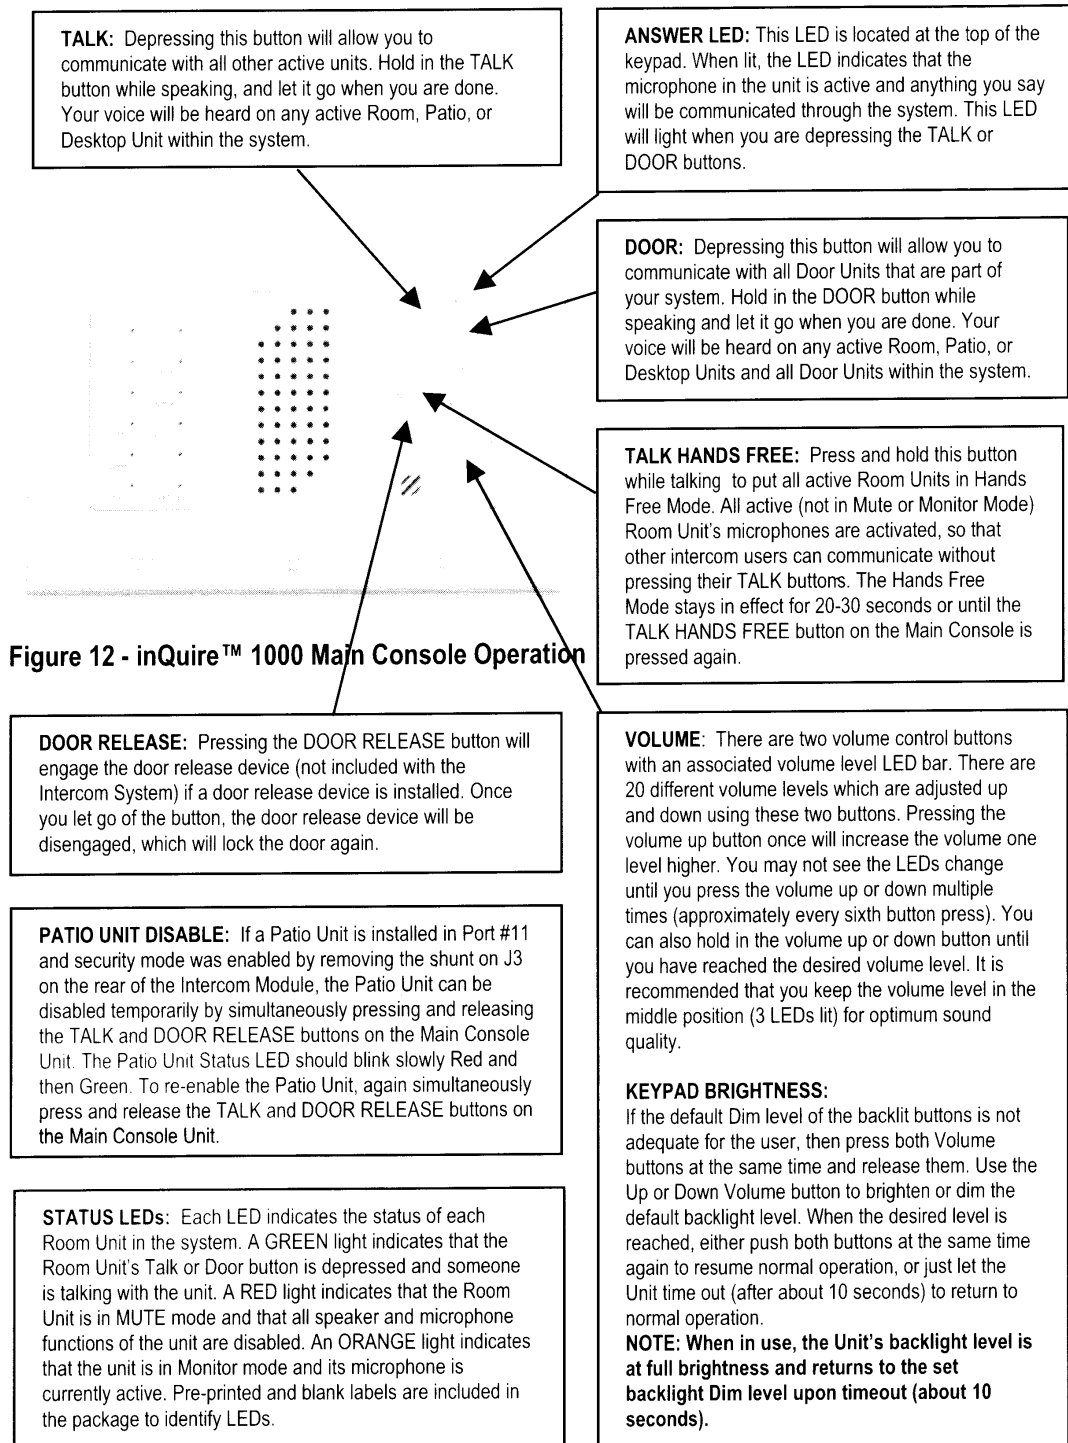 TALK: Depressing this button will allow you to
communicate with all other active units. Hold in the TALK
button while speaking, and let it go when you are done.
Your voice will be heard on any active Room, Patio, or
Desktop Unit within the system.
ANSWER LED: This LED is located at the top of the
keypad. When lit, the LED indicates that the
microphone in the unit is active and anything you say
will be communicated through the system. This LED
will light when you are depressing the TALK or
DOOR buttons.
DOOR: Depressing this button will allow you to
communicate with all Door Units that are part of
your system. Hold in the DOOR button while
speaking and let it go when you are done. Your
voice will be heard on any active Room, Patio, or
Desktop Units and all Door Units within the system.
TALK HANDS FREE: Press and hold this button
while talking to put all active Room Units in Hands
Free Mode. All active (not in Mute or Monitor Mode)
Room Unit's microphones are activated, so that
other intercom users can communicate without
pressing their TALK buttons. The Hands Free
Mode stays in effect for 20-30 seconds or until the
TALK HANDS FREE button on the Main Console is
pressed again.
Figure 12 - inQuire™ 1000 Main Console Operation
DOOR RELEASE: Pressing the DOOR RELEASE button will
engage the door release device (not included with the
Intercom System) if a door release device is installed. Once
you let go of the button, the door release device will be
disengaged, which will lock the door again.
PATIO UNIT DISABLE: If a Patio Unit is installed in Port #11
and security mode was enabled by removing the shunt on J3
on the rear of the Intercom Module, the Patio Unit can be
disabled temporarily by simultaneously pressing and releasing
the TALK and DOOR RELEASE buttons on the Main Console
Unit. The Patio Unit Status LED should blink slowly Red and
then Green. To re-enable the Patio Unit, again simultaneously
press and release the TALK and DOOR RELEASE buttons on
the Main Console Unit.
STATUS LEDs: Each LED indicates the status of each
Room Unit in the system. A GREEN light indicates that the
Room Unit's Talk or Door button is depressed and someone
is talking with the unit. A RED light indicates that the Room
Unit is in MUTE mode and that all speaker and microphone
functions of the unit are disabled. An ORANGE light indicates
that the unit is in Monitor mode and its microphone is
currently active. Pre-printed and blank labels are included in
the package to identify LEDs.
VOLUME: There are two volume control buttons
with an associated volume level LED bar. There are
20 different volume levels which are adjusted up
and down using these two buttons. Pressing the
volume up button once will increase the volume one
level higher. You may not see the LEDs change
until you press the volume up or down multiple
times (approximately every sixth button press). You
can also hold in the volume up or down button until
you have reached the desired volume level. It is
recommended that you keep the volume level in the
middle position (3 LEDs lit) for optimum sound
quality.
KEYPAD BRIGHTNESS:
If the default Dim level of the backlit buttons is not
adequate for the user, then press both Volume
buttons at the same time and release them. Use the
Up or Down Volume button to brighten or dim the
default backlight level. When the desired level is
reached, either push both buttons at the same time
again to resume normal operation, or just let the
Unit time out (after about 10 seconds) to return to
normal operation.
NOTE: When in use, the Unit's backlight level is
at full brightness and returns to the set
backlight Dim level upon timeout (about 10
seconds).